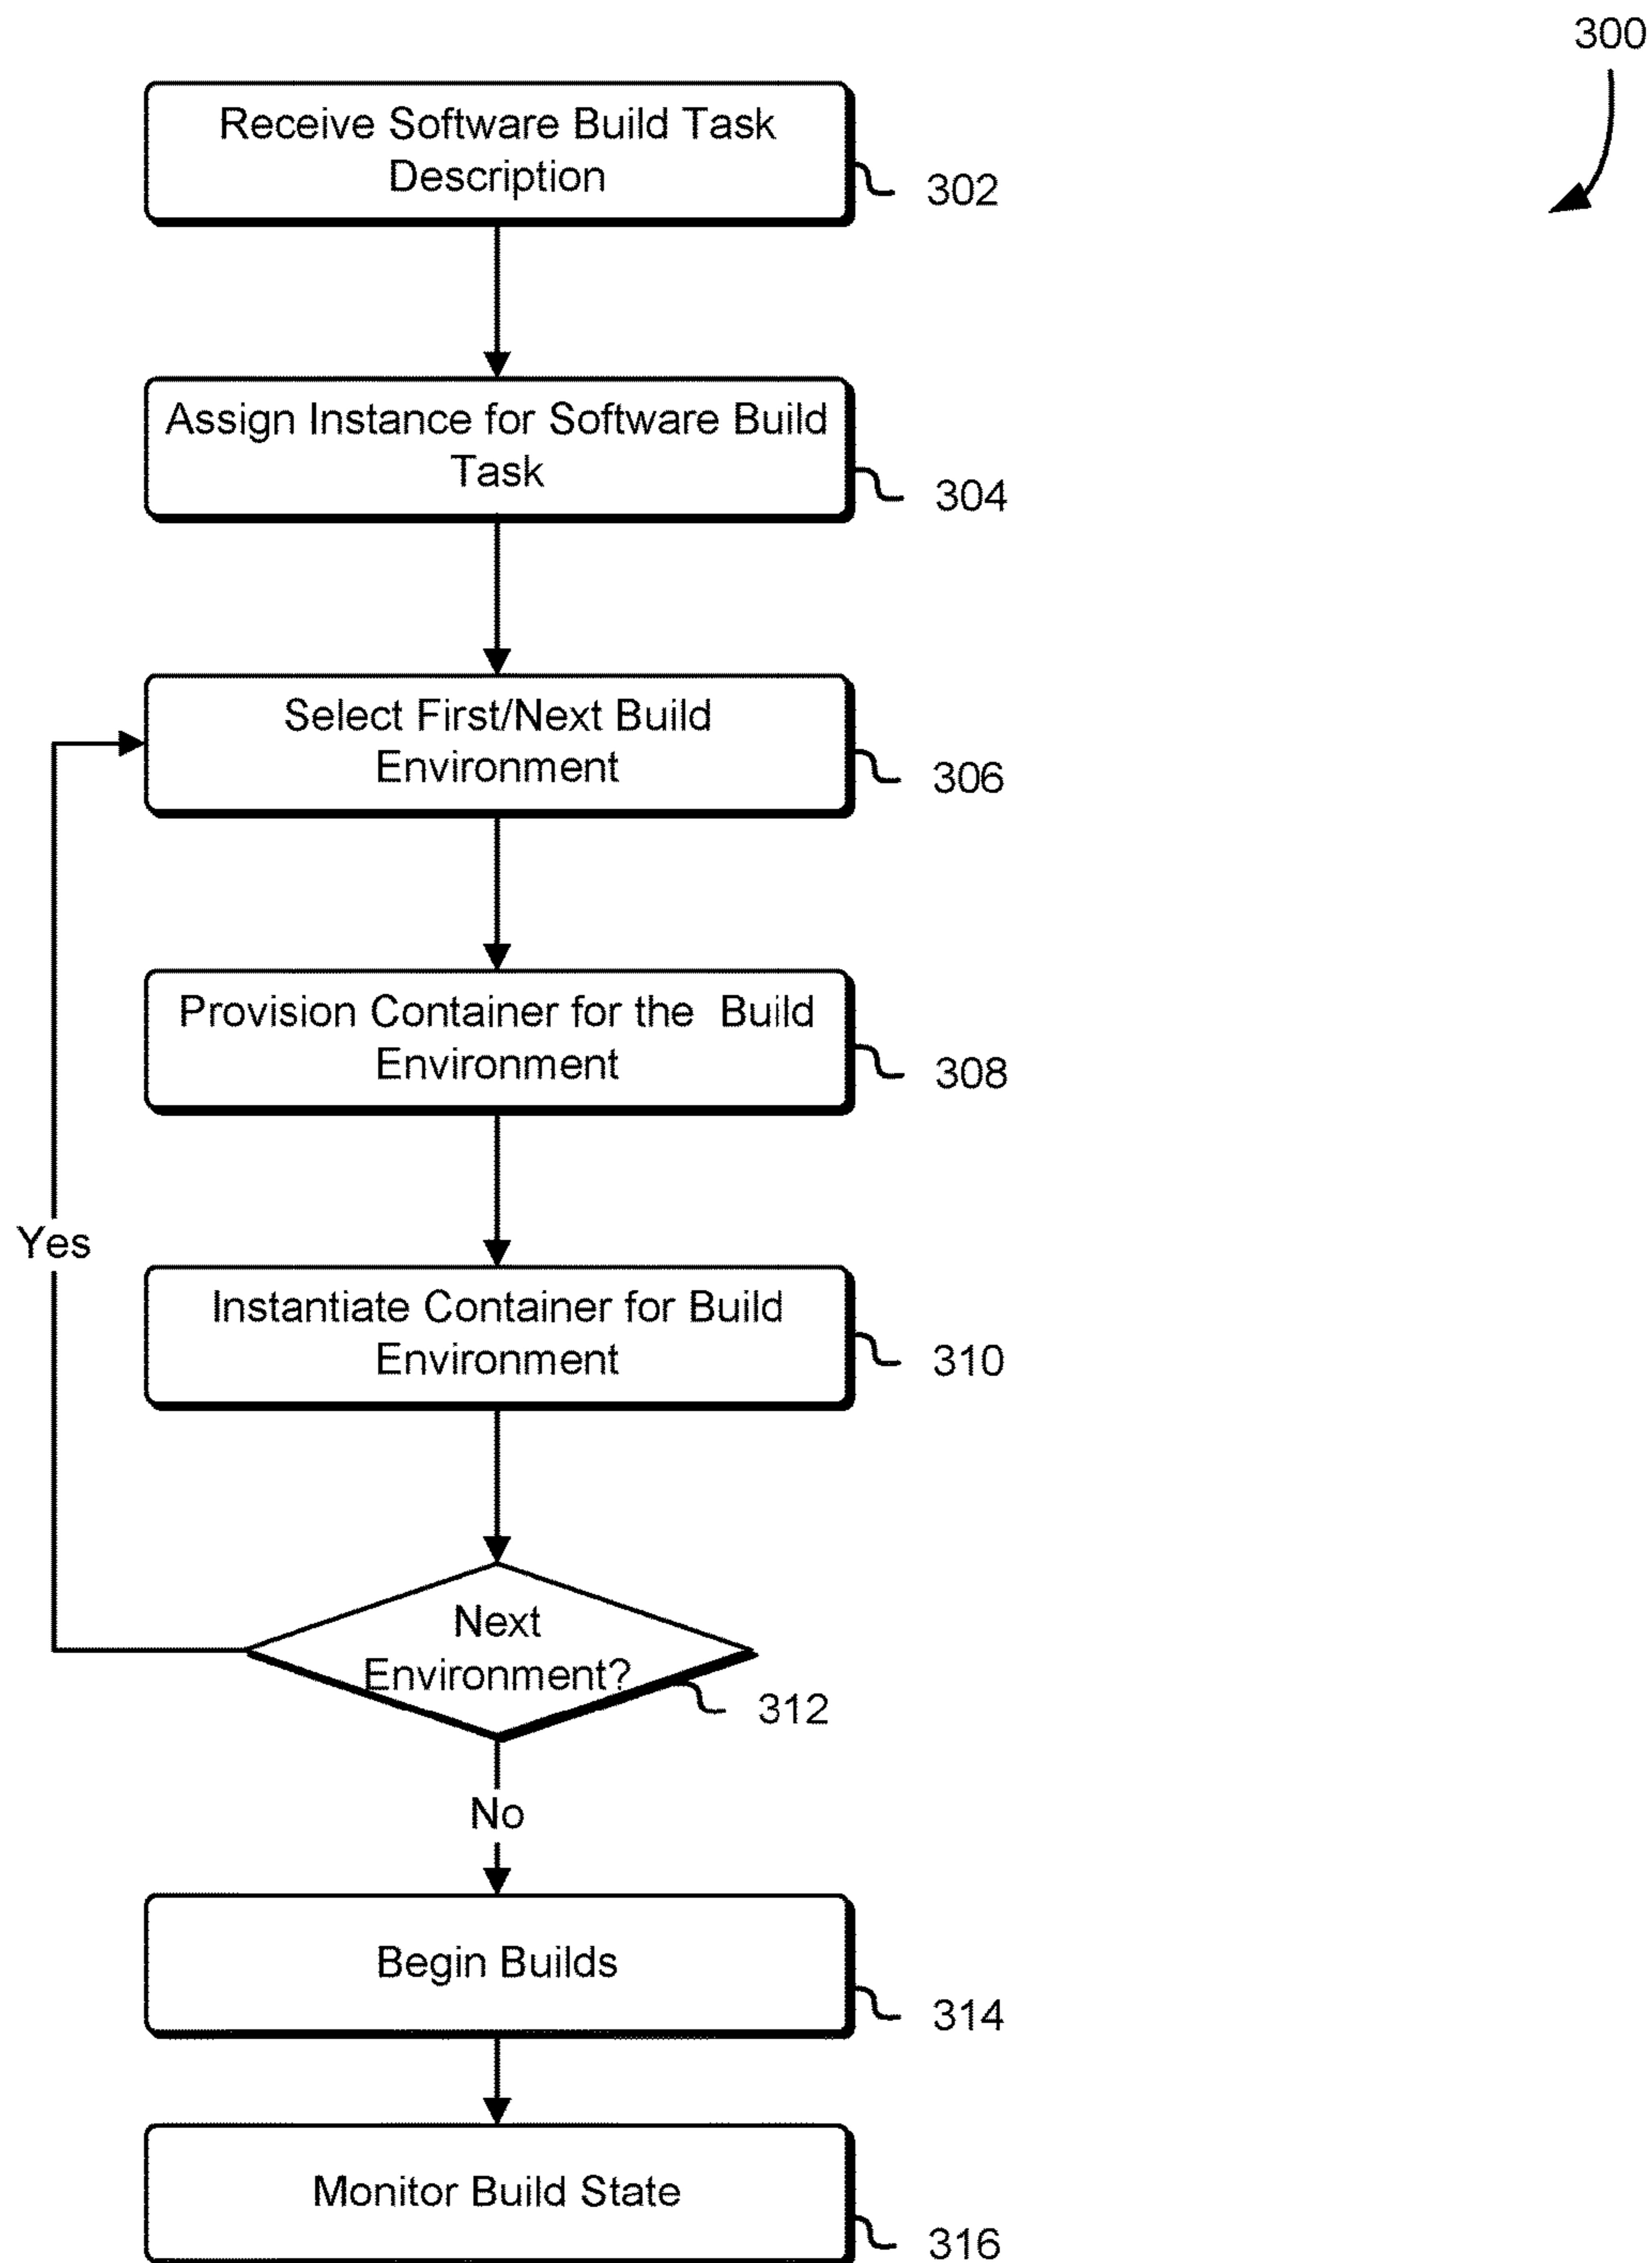 300
Receive Software Build Task
Description
302
Assign Instance for Software Build
Task
304
Select First/Next Build
Environment
306
Provision Container for the Build
Environment
308
Yes
Instantiate Container for Build
Environment
310
Next
Environment?
312
No
Begin Builds
314
Monitor Build State
316